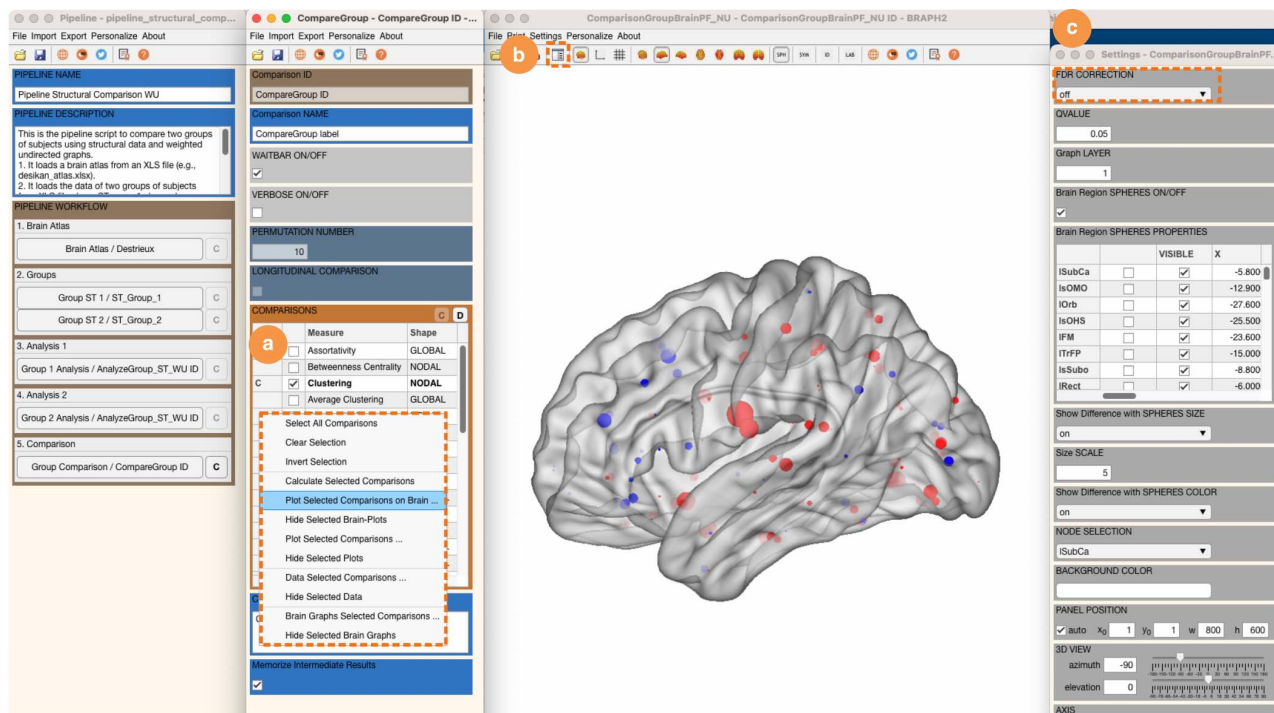 Pipeline - pipeline_structural_comp...
File Import Export Personalize About
PIPELINE NAME
Pipeline Structural Comparison WU
PIPELINE DESCRIPTION
This is the pipeline script to compare two groups
of subjects using structural data and weighted
undirected graphs.
1. It loads a brain atlas from an XLS file (e.g.,
desikan_atlas.xlsx).
2. It loads the data of two groups of subjects
PIPELINE WORKFLOW
1. Brain Atlas
Brain Atlas / Destrieux C
2. Groups
Group ST 1 / ST_Group_1 C
Group ST 2 / ST_Group_2 C
3. Analysis 1
Group 1 Analysis / AnalyzeGroup_ST_WU ID C
4. Analysis 2
Group 2 Analysis / AnalyzeGroup_ST_WU ID C
5. Comparison
Group Comparison / CompareGroup ID C
CompareGroup - CompareGroup ID -...
File Import Export Personalize About
Comparison ID
CompareGroup ID
Comparison NAME
CompareGroup label
WAITBAR ON/OFF
VERBOSE ON/OFF
PERMUTATION NUMBER
10
LONGITUDINAL COMPARISON
COMPARISONS C D
a
Measure Shape
Assortativity GLOBAL
Betweenness Centrality NODAL
C Clustering NODAL
Average Clustering GLOBAL
Select All Comparisons
Clear Selection
Invert Selection
Calculate Selected Comparisons
Plot Selected Comparisons on Brain ...
Hide Selected Brain-Plots
Plot Selected Comparisons ...
Hide Selected Plots
Data Selected Comparisons ...
Hide Selected Data
Brain Graphs Selected Comparisons ...
Hide Selected Brain Graphs
Memorize Intermediate Results
ComparisonGroupBrainPF_NU - ComparisonGroupBrainPF_NU ID - BRAPH2
File Print Settings Personalize About
b
SPH SYM ID LAB
c
Settings - ComparisonGroupBrainPF.
FDR CORRECTION
off
QVALUE
0.05
Graph LAYER
1
Brain Region SPHERES ON/OFF
Brain Region SPHERES PROPERTIES
VISIBLE X
lSubCa -5.800
lsOMO -12.900
lOrb -27.600
lsOHS -25.500
lFM -23.600
lTrFP -15.000
lsSubo -8.800
lRect -6.000
Show Difference with SPHERES SIZE
on
Size SCALE
5
Show Difference with SPHERES COLOR
on
NODE SELECTION
lSubCa
BACKGROUND COLOR
PANEL POSITION
auto x0 1 y0 1 w 800 h 600
3D VIEW
azimuth -90
elevation 0
AXIS